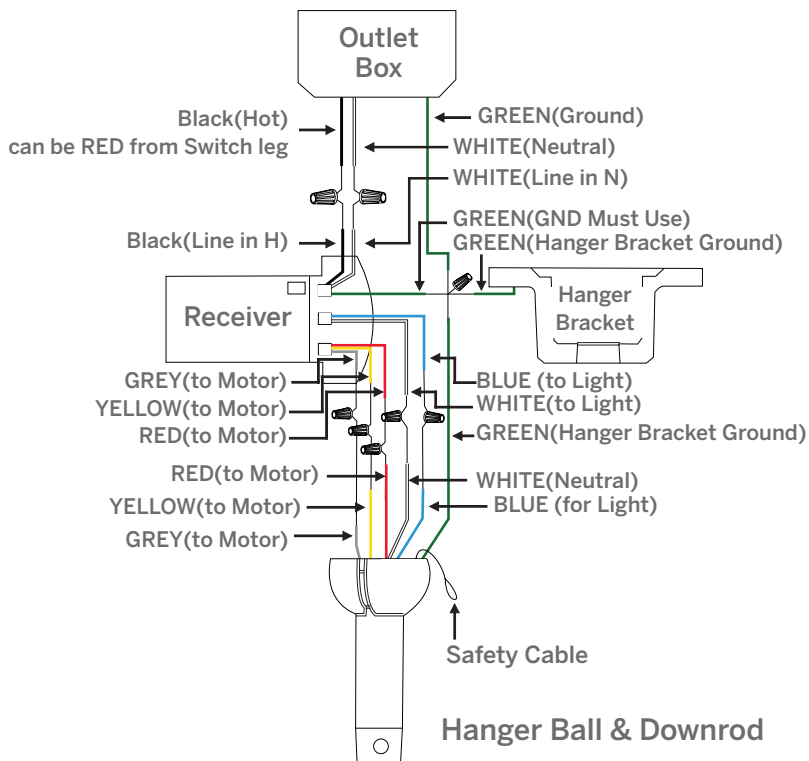 Outlet
Box
Black(Hot)
can be RED from Switch leg
GREEN(Ground)
WHITE(Neutral)
WHITE(Line in N)
Black(Line in H)
GREEN(GND Must Use)
GREEN(Hanger Bracket Ground)
Receiver
Hanger
Bracket
GREY(to Motor)
YELLOW(to Motor)
RED(to Motor)
BLUE (to Light)
WHITE(to Light)
GREEN(Hanger Bracket Ground)
RED(to Motor)
YELLOW(to Motor)
GREY(to Motor)
WHITE(Neutral)
BLUE (for Light)
Safety Cable
Hanger Ball & Downrod